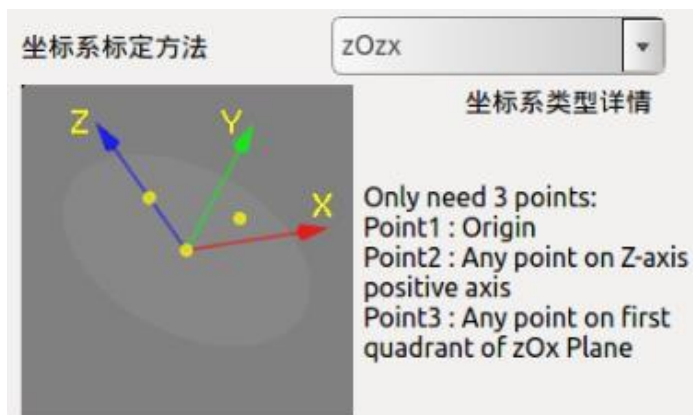 坐标系标定方法
zOzx
坐标系类型详情
Z
Y
X
Only need 3 points:
Point1 : Origin
Point2 : Any point on Z-axis
positive axis
Point3 : Any point on first
quadrant of zOx Plane